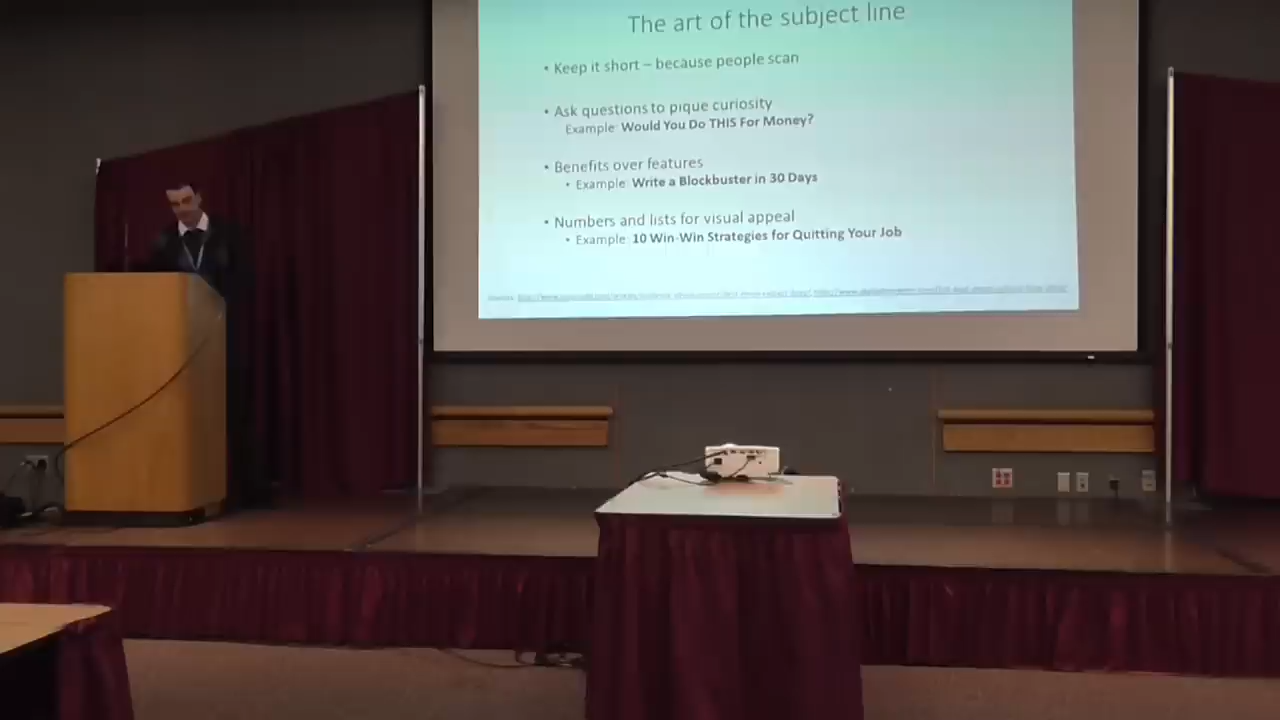 The art of the subject line
• Keep it short – because people scan
• Ask questions to pique curiosity
Example: Would You Do THIS For Money?
• Benefits over features
• Example: Write a Blockbuster in 30 Days
• Numbers and lists for visual appeal
• Example: 10 Win-Win Strategies for Quitting Your Job